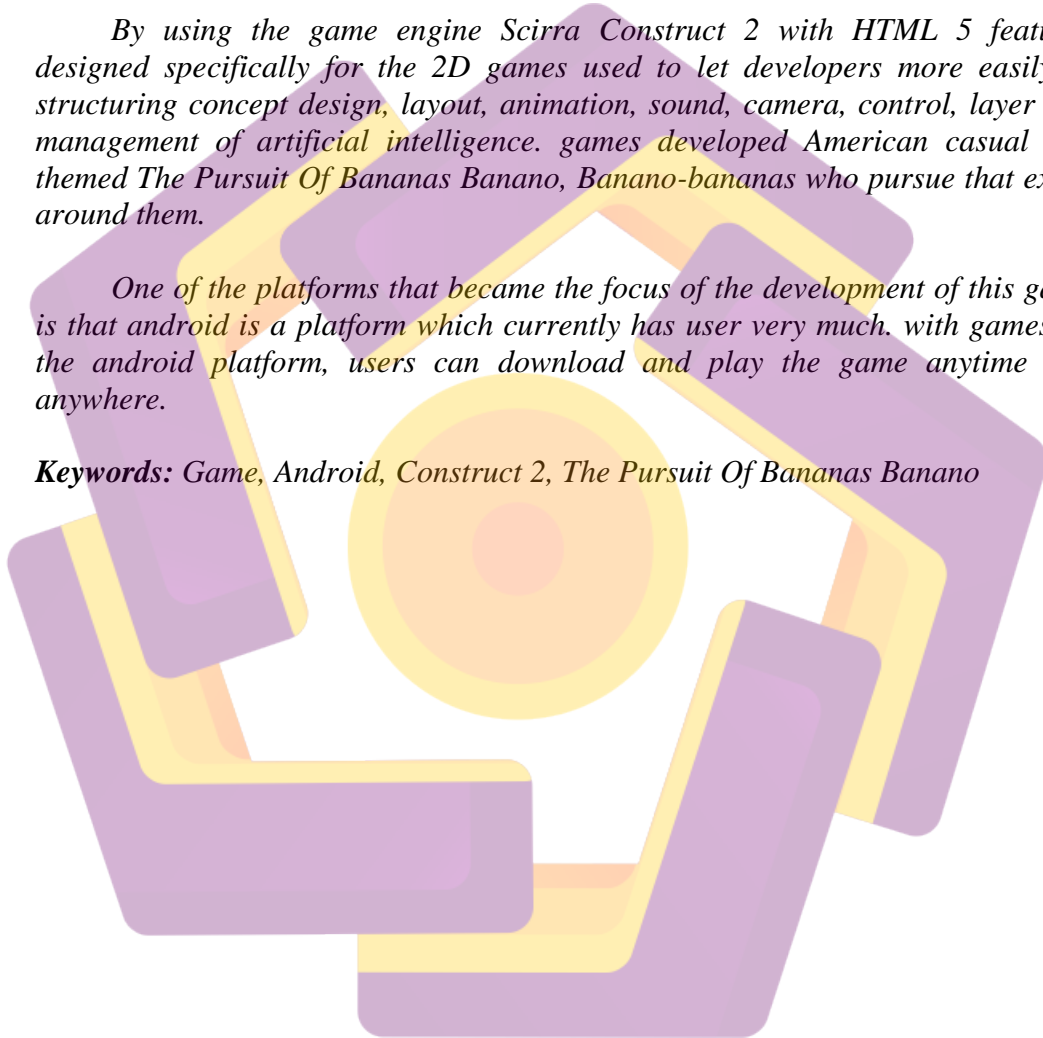 By using the game engine Scirra Construct 2 with HTML 5
designed specifically for the 2D games used to let developers more easily
structuring concept design, layout, animation, sound, camera, control, layer
management of artificial intelligence. games developed American casual
themed The Pursuit Of Bananas Banano, Banano-bananas who pursue that
around them.
One of the platforms that became the focus of the development of this
is that android is a platform which currently has user very much. with games
the android platform, users can download and play the game anytime
anywhere.
Keywords: Game, Android, Construct 2, The Pursuit Of Bananas Banano